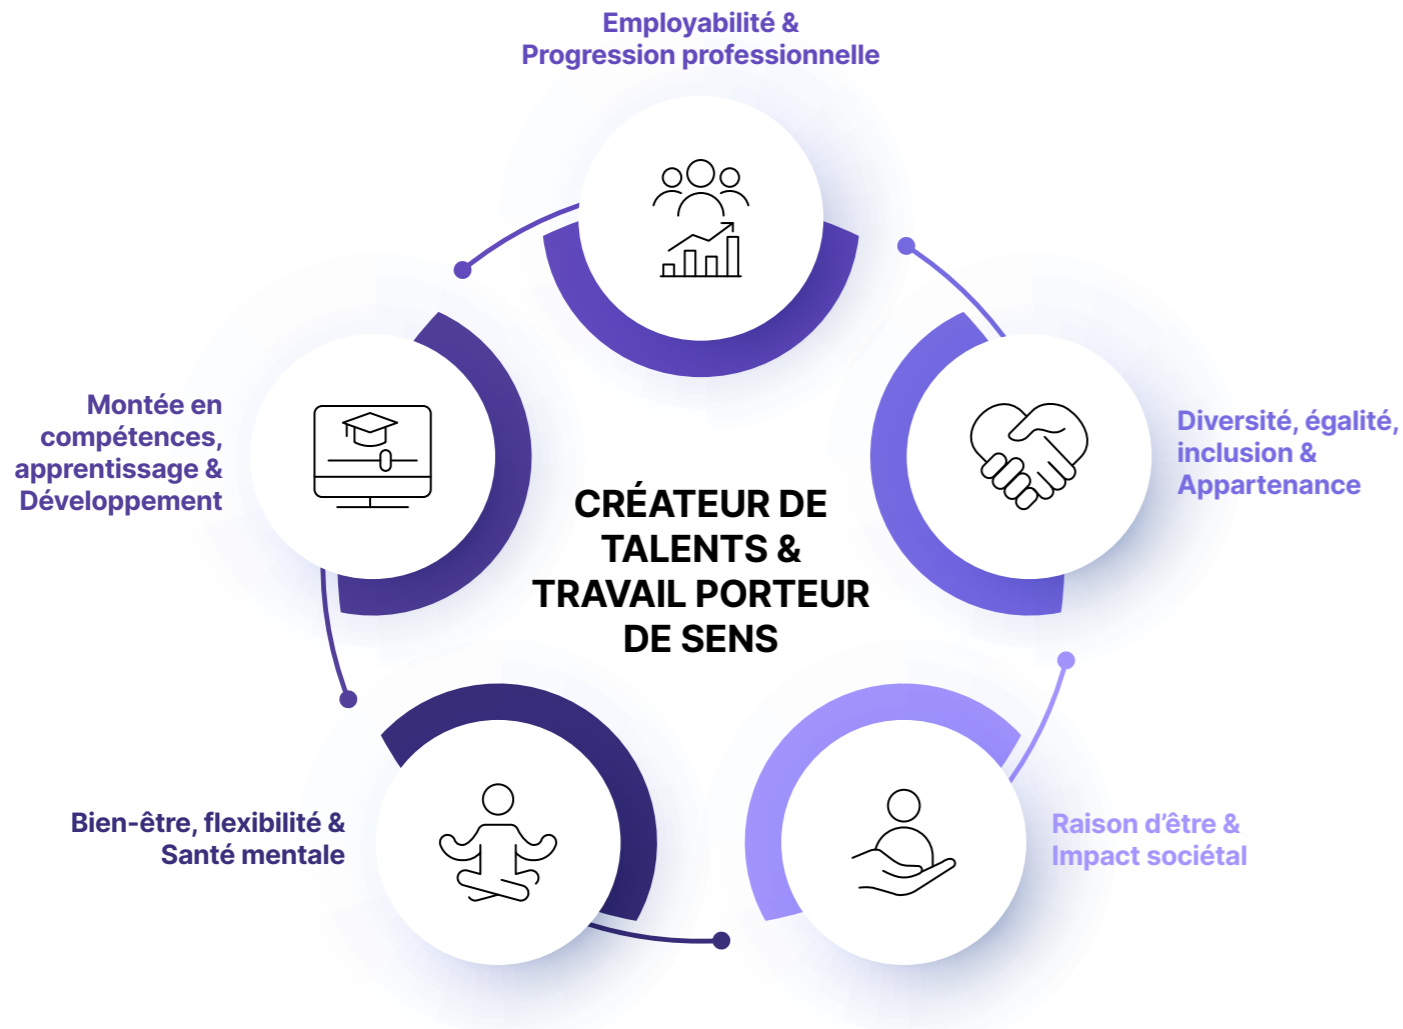 Employabilité &
Progression professionnelle
Montée en
compétences,
apprentissage &
Développement
Diversité, égalité,
inclusion &
Appartenance
CRÉATEUR DE
TALENTS &
TRAVAIL PORTEUR
DE SENS
Bien-être, flexibilité &
Santé mentale
Raison d’être &
Impact sociétal